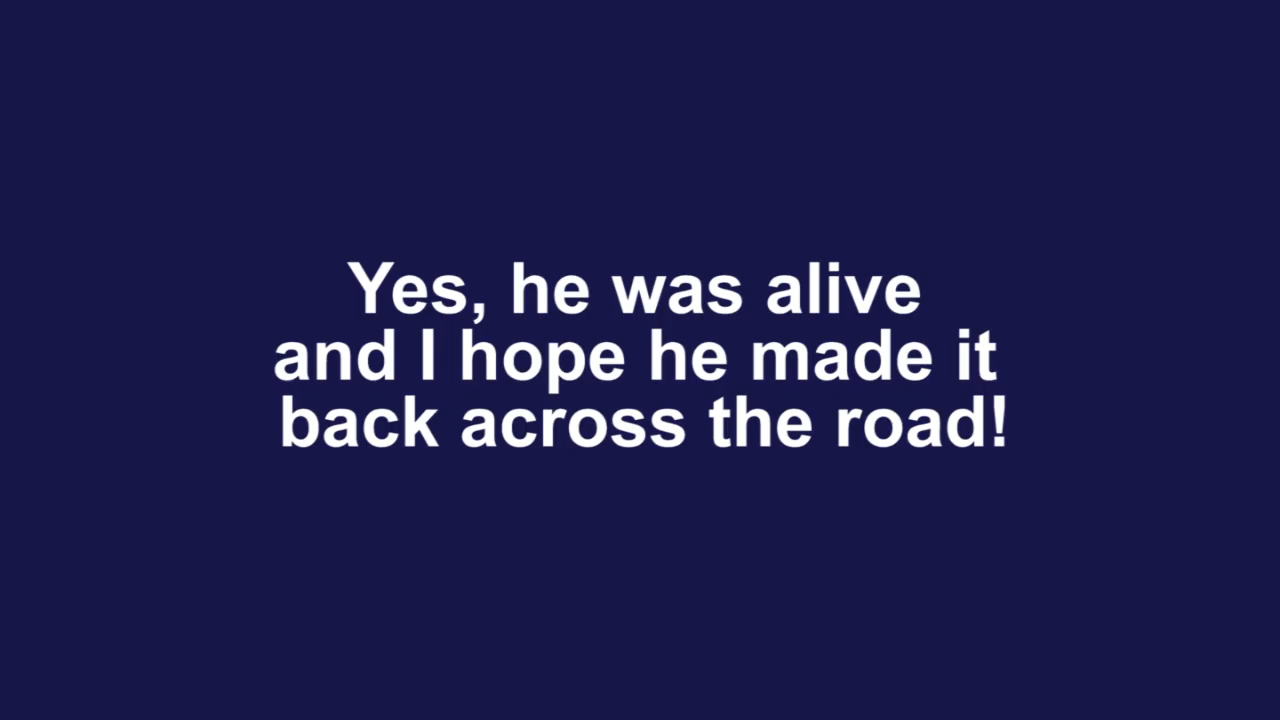 Yes, he was alive
and I hope he made it
back across the road!